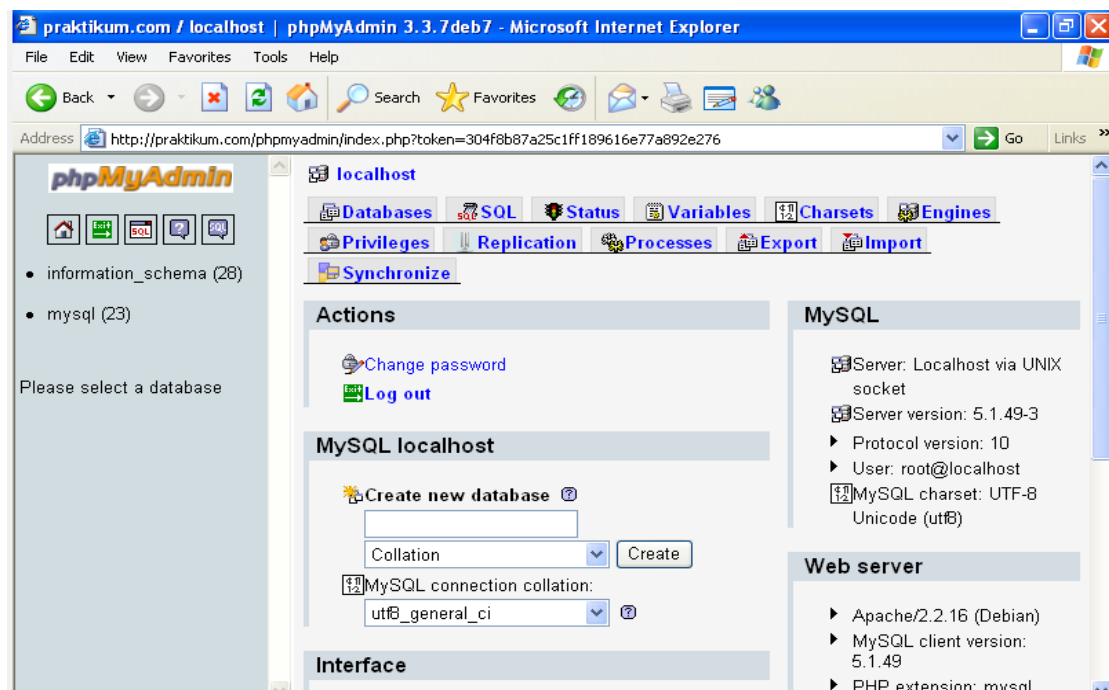 praktikum.com / localhost | phpMyAdmin 3.3.7deb7 - Microsoft Internet Explorer
File Edit View Favorites Tools Help
Back Search Favorites
Address http://praktikum.com/phpmyadmin/index.php?token=304f8b87a25c1ff189616e77a892e276 Go Links »
phpMyAdmin
Exit SQL ? SQL
information_schema (28)
mysql (23)
Please select a database
localhost
Databases SQL Status Variables Charsets Engines
Privileges Replication Processes Export Import
Synchronize
Actions
Change password
Log out
MySQL localhost
Create new database ?
Collation Create
MySQL connection collation:
utf8_general_ci ?
Interface
MySQL
Server: Localhost via UNIX
socket
Server version: 5.1.49-3
Protocol version: 10
User: root@localhost
MySQL charset: UTF-8
Unicode (utf8)
Web server
Apache/2.2.16 (Debian)
MySQL client version:
5.1.49
PHP extension: mysql